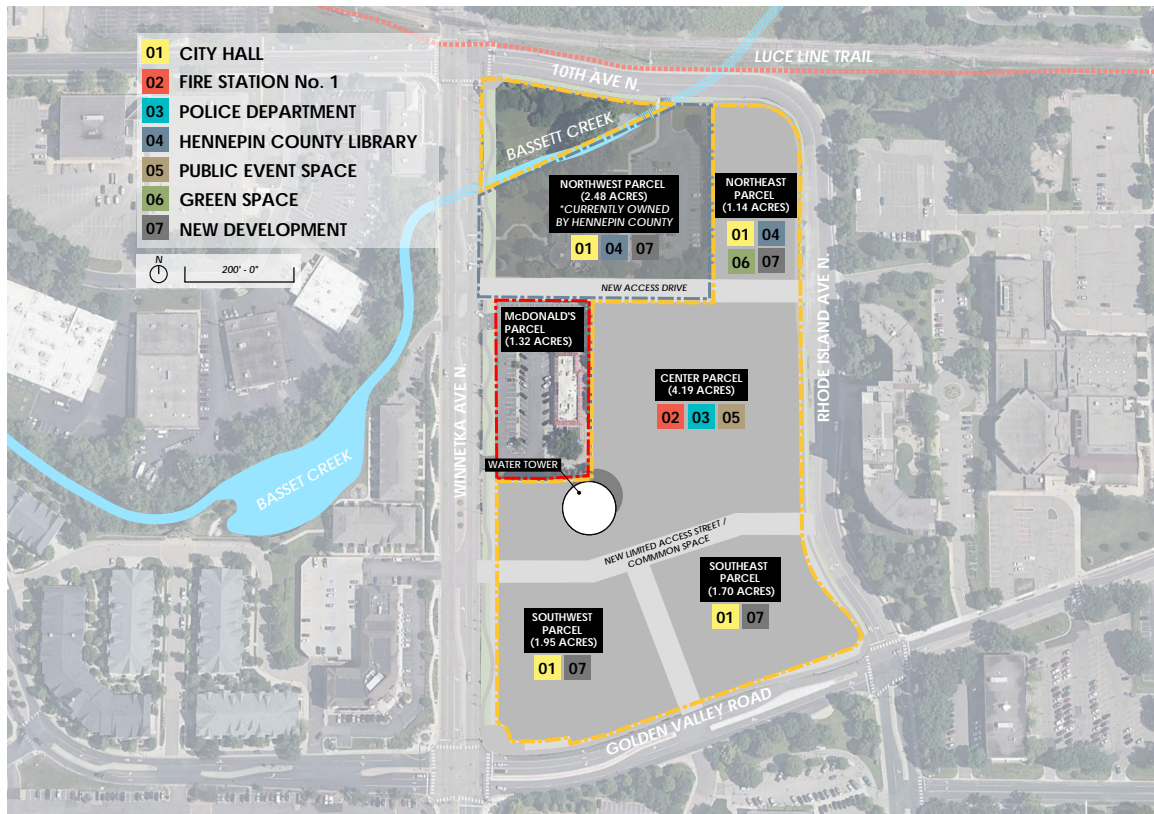 01 CITY HALL
02 FIRE STATION No. 1
03 POLICE DEPARTMENT
04 HENNEPIN COUNTY LIBRARY
05 PUBLIC EVENT SPACE
06 GREEN SPACE
07 NEW DEVELOPMENT
N
200' - 0"
LUCE LINE TRAIL
10TH AVE N.
BASSETT CREEK
NORTHWEST PARCEL
(2.48 ACRES)
*CURRENTLY OWNED
BY HENNEPIN COUNTY
01 04 07
NORTHEAST
PARCEL
(1.14 ACRES)
01 04
06 07
NEW ACCESS DRIVE
McDONALD'S
PARCEL
(1.32 ACRES)
CENTER PARCEL
(4.19 ACRES)
02 03 05
RHODE ISLAND AVE N.
WINNETKA AVE N.
WATER TOWER
BASSET CREEK
NEW LIMITED ACCESS STREET /
COMMMON SPACE
SOUTHEAST
PARCEL
(1.70 ACRES)
01 07
SOUTHWEST
PARCEL
(1.95 ACRES)
01 07
GOLDEN VALLEY ROAD